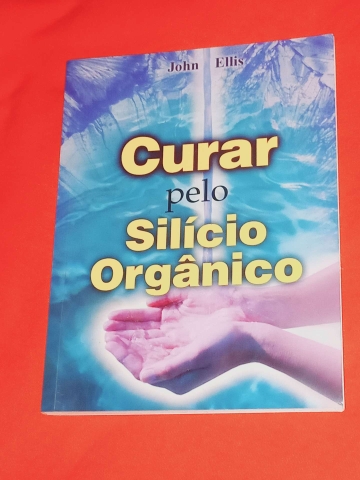 John Ellis
Curar
pelo
Silício
Orgânico